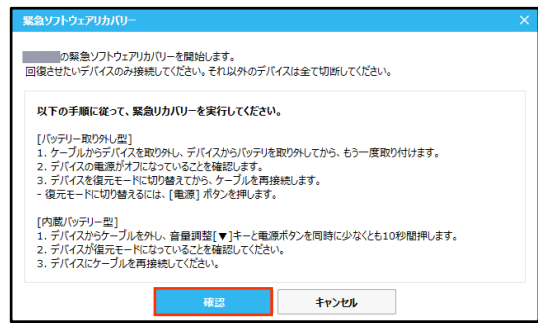 緊急ソフトウェアリカバリー
の緊急ソフトウェアリカバリーを開始します。
回復させたいデバイスのみ接続してください。それ以外のデバイスは全て切断してください。
以下の手順に従って、緊急リカバリーを実行してください。
[バッテリー取り外し型]
1. ケーブルからデバイスを取り外し、デバイスからバッテリを取り外してから、もう一度取り付けます。
2. デバイスの電源がオフになっていることを確認します。
3. デバイスを復元モードに切り替えてから、ケーブルを再接続します。
- 復元モードに切り替えるには、[電源] ボタンを押します。
[内蔵バッテリー型]
1. デバイスからケーブルを外し、音量調整[▼]キーと電源ボタンを同時に少なくとも10秒間押します。
2. デバイスが復元モードになっていることを確認してください。
3. デバイスにケーブルを再接続してください。
確認
キャンセル